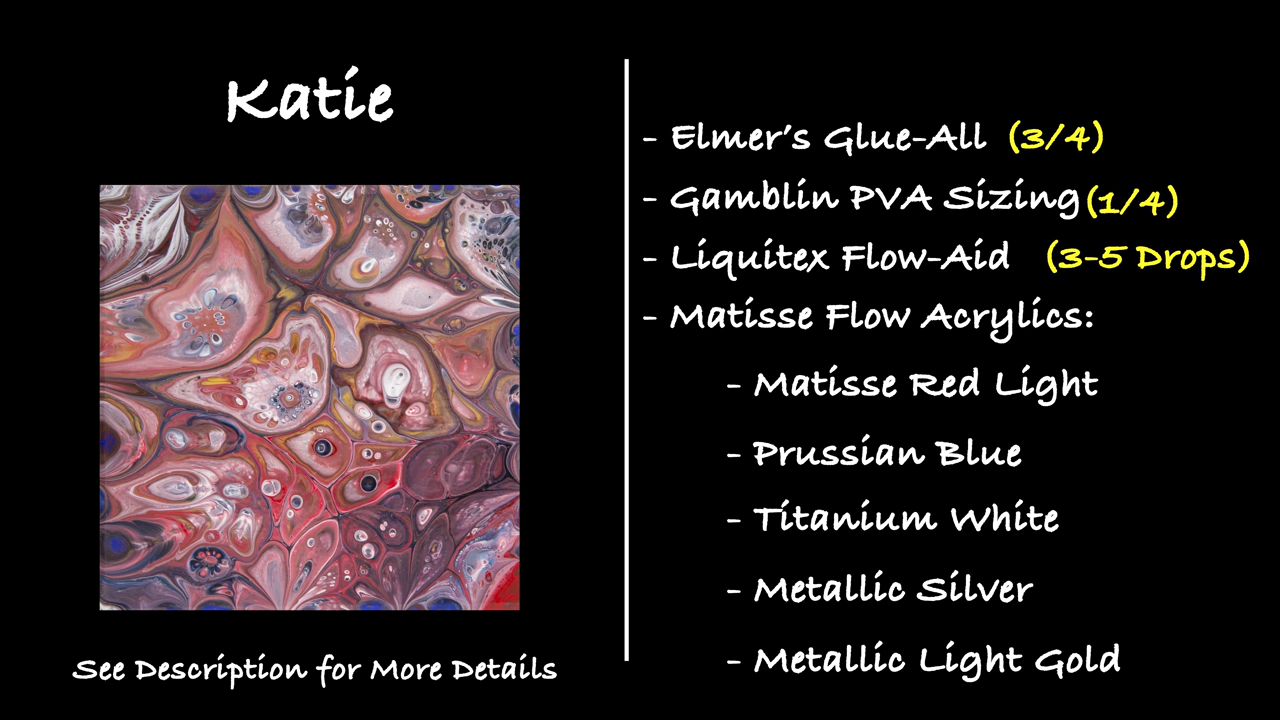 Katie
See Description for More Details
- Elmer's Glue-All (3/4)
- Gamblin PVA Sizing (1/4)
- Liquitex Flow-Aid (3-5 Drops)
- Matisse Flow Acrylics:
- Matisse Red Light
- Prussian Blue
- Titanium White
- Metallic Silver
- Metallic Light Gold